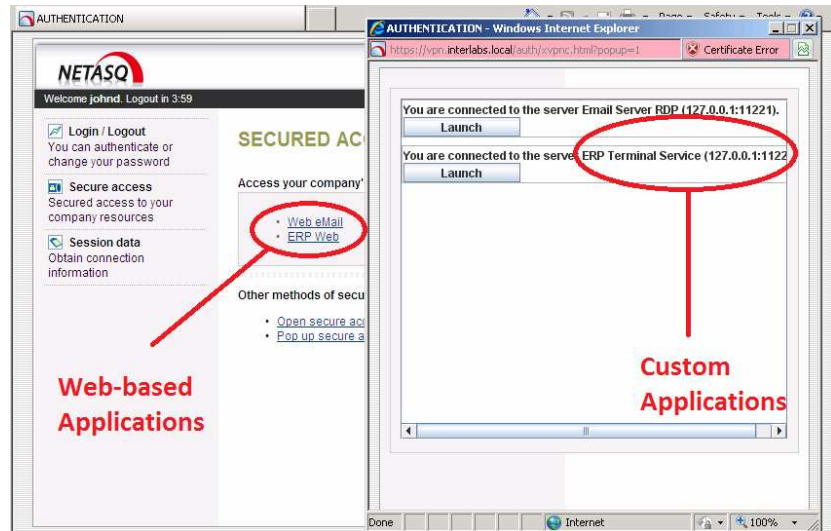 AUTHENTICATION
Page
Safety
Tools
NETASQ
Welcome johnd. Logout in 3:59
Login / Logout
You can authenticate or
change your password
Secure access
Secured access to your
company resources
Session data
Obtain connection
information
SECURED AC
Access your company'
Web eMail
ERP Web
Other methods of secu
Open secure acc
Pop up secure a
Web-based
Applications
AUTHENTICATION - Windows Internet Explorer
https://vpn.interlabs.local/auth/xvpnc.html?popup=1
Certificate Error
You are connected to the server Email Server RDP (127.0.0.1:11221).
Launch
You are connected to the server ERP Terminal Service (127.0.0.1:1122
Launch
Custom
Applications
Done
Internet
100%